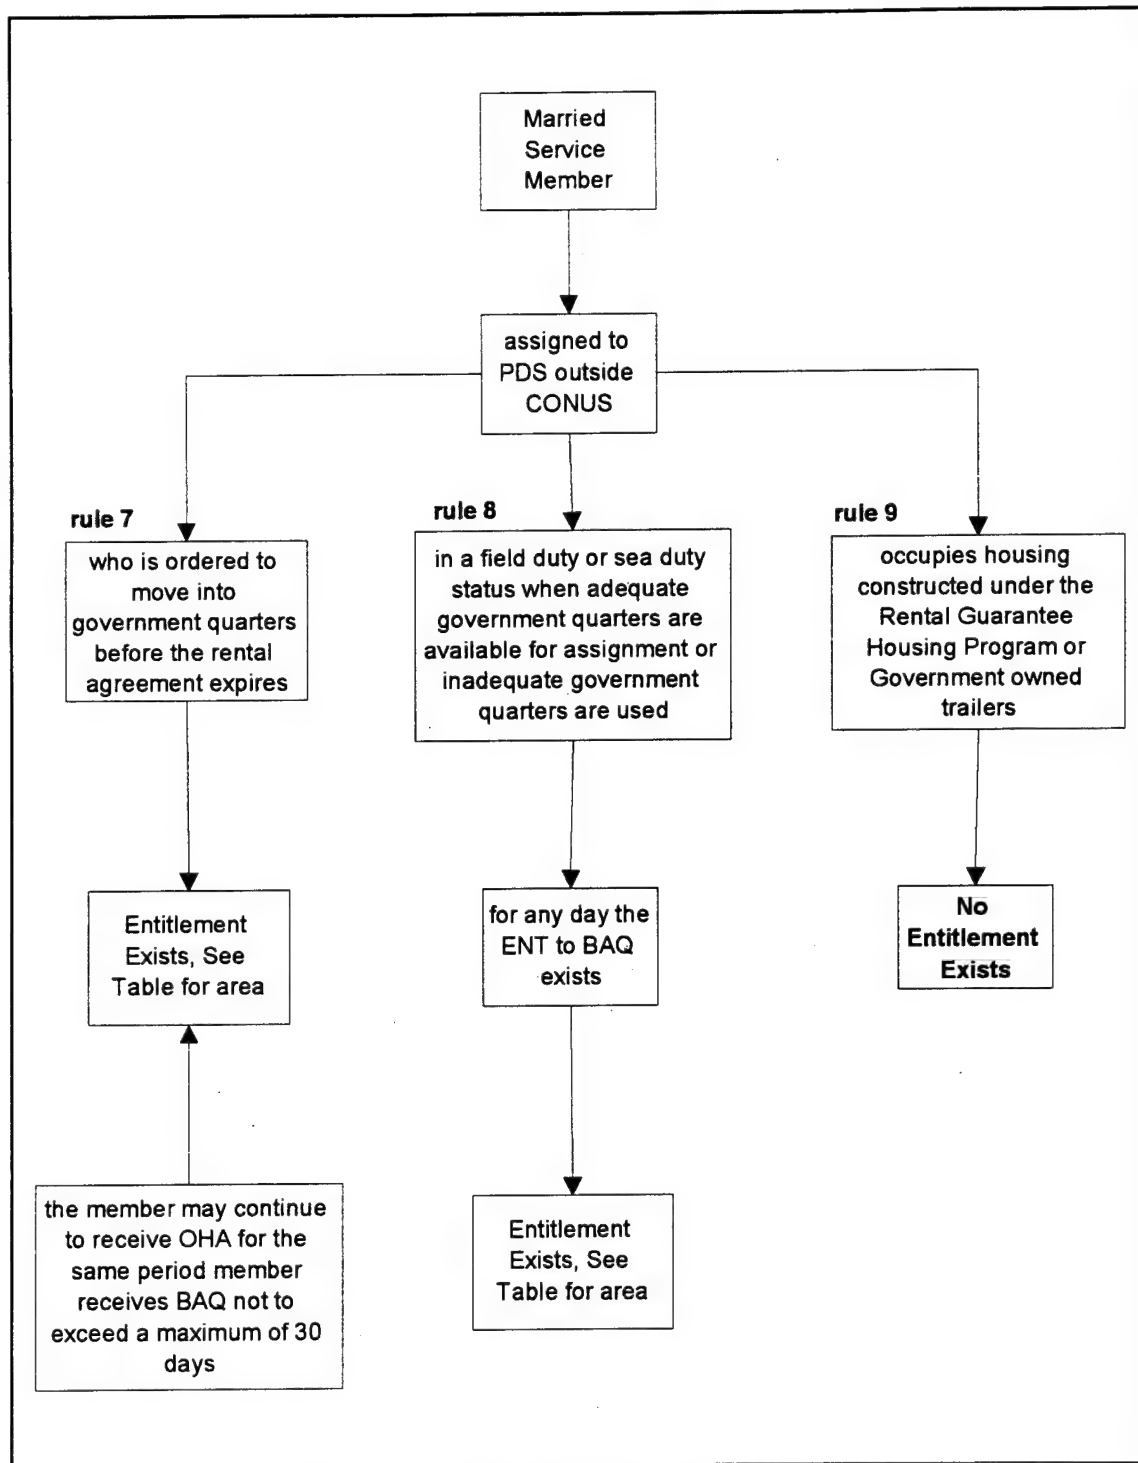 Married
Service
Member
assigned to
PDS outside
CONUS
rule 7
who is ordered to
move into
government quarters
before the rental
agreement expires
Entitlement
Exists, See
Table for area
the member may continue
to receive OHA for the
same period member
receives BAQ not to
exceed a maximum of 30
days
rule 8
in a field duty or sea duty
status when adequate
government quarters are
available for assignment or
inadequate government
quarters are used
for any day the
ENT to BAQ
exists
Entitlement
Exists, See
Table for area
rule 9
occupies housing
constructed under the
Rental Guarantee
Housing Program or
Government owned
trailers
No
Entitlement
Exists